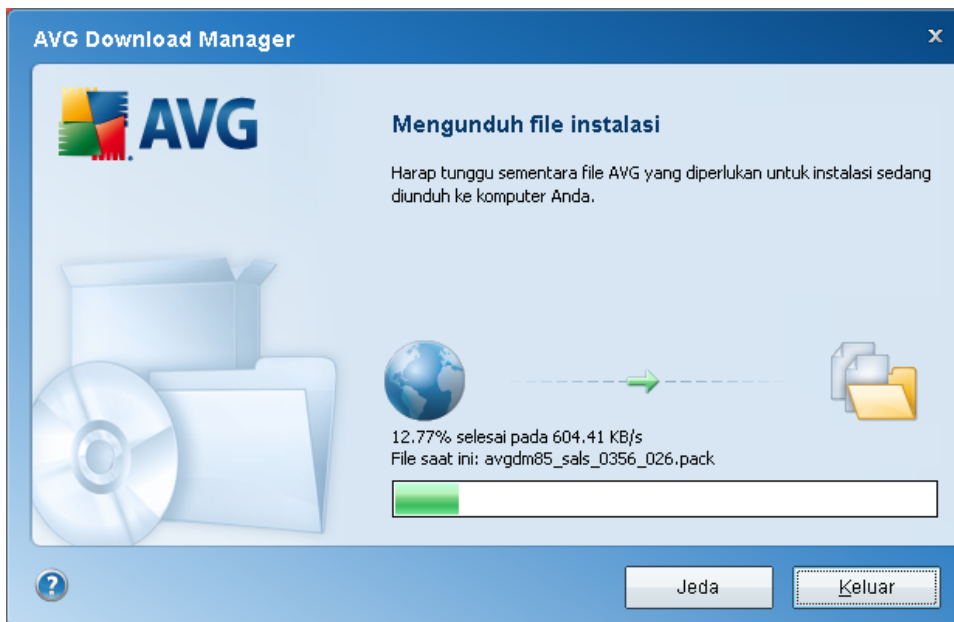 AVG Download Manager
x
AVG
Mengunduh file instalasi
Harap tunggu sementara file AVG yang diperlukan untuk instalasi sedang
diunduh ke komputer Anda.
12.77% selesai pada 604.41 KB/s
File saat ini: avgdm85_sals_0356_026.pack
?
Jeda
Keluar